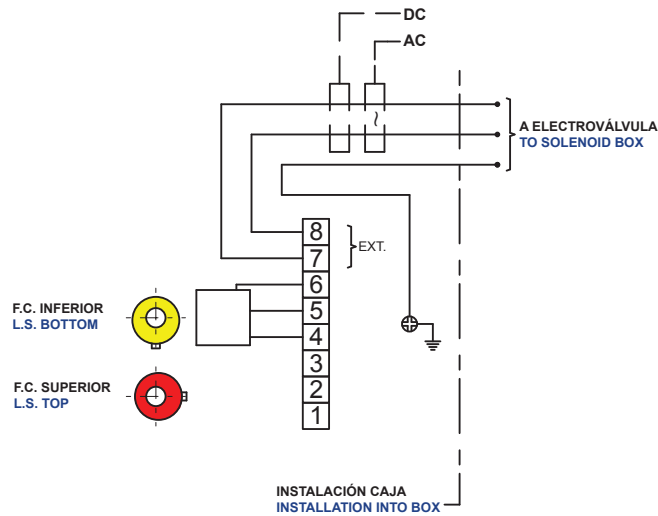 DC
AC
A ELECTROVÁLVULA
TO SOLENOID BOX
8
EXT.
7
6
5
4
3
2
1
F.C. INFERIOR
L.S. BOTTOM
F.C. SUPERIOR
L.S. TOP
INSTALACIÓN CAJA
INSTALLATION INTO BOX